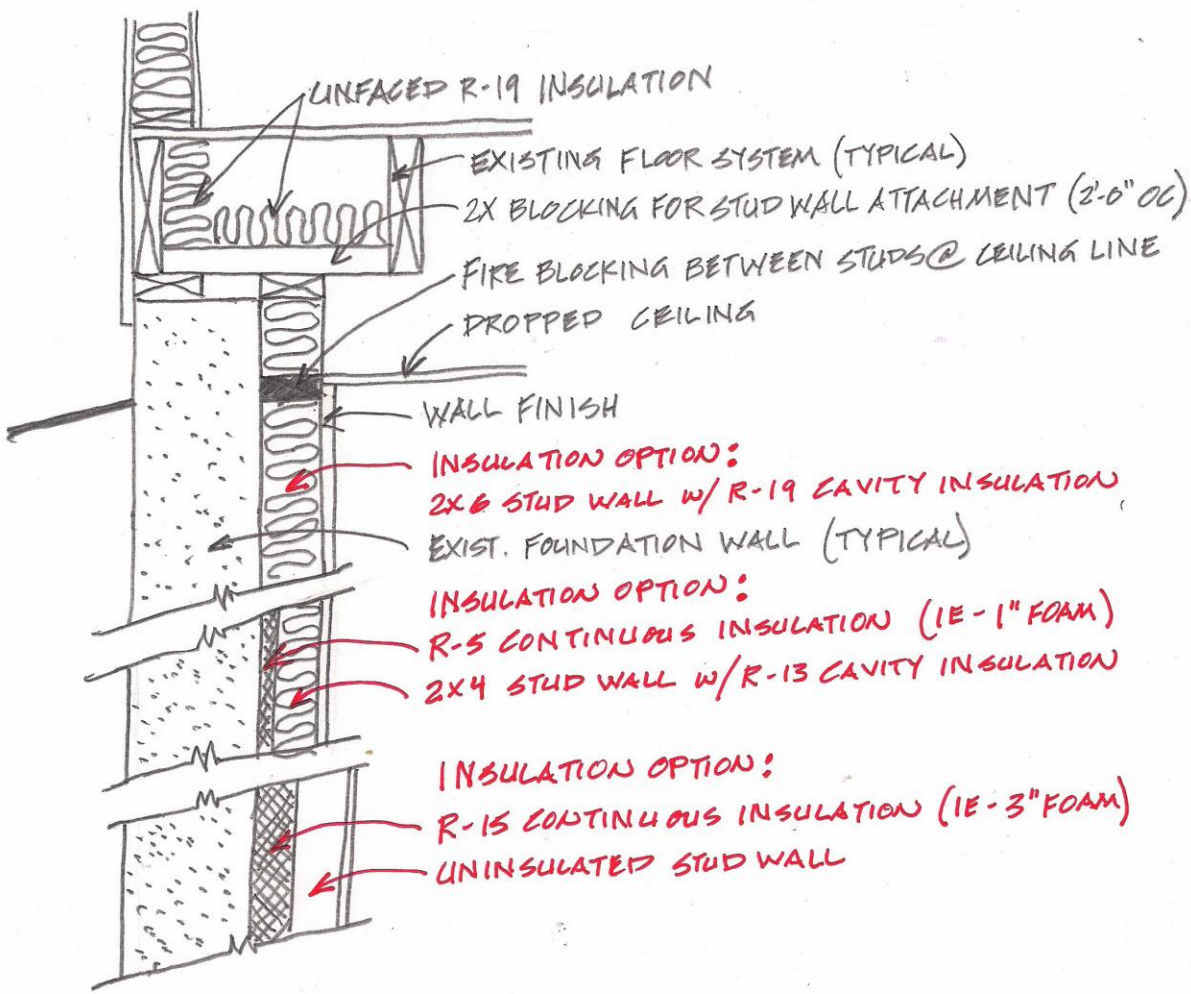 UNFACED R-19 INSULATION
EXISTING FLOOR SYSTEM (TYPICAL)
2X BLOCKING FOR STUD WALL ATTACHMENT (2'-0" OC)
FIRE BLOCKING BETWEEN STUDS @ CEILING LINE
DROPPED CEILING
WALL FINISH
INSULATION OPTION:
2X6 STUD WALL W/ R-19 CAVITY INSULATION
EXIST. FOUNDATION WALL (TYPICAL)
INSULATION OPTION:
R-5 CONTINUOUS INSULATION (IE - 1" FOAM)
2X4 STUD WALL W/ R-13 CAVITY INSULATION
INSULATION OPTION:
R-15 CONTINUOUS INSULATION (IE - 3" FOAM)
UNINSULATED STUD WALL